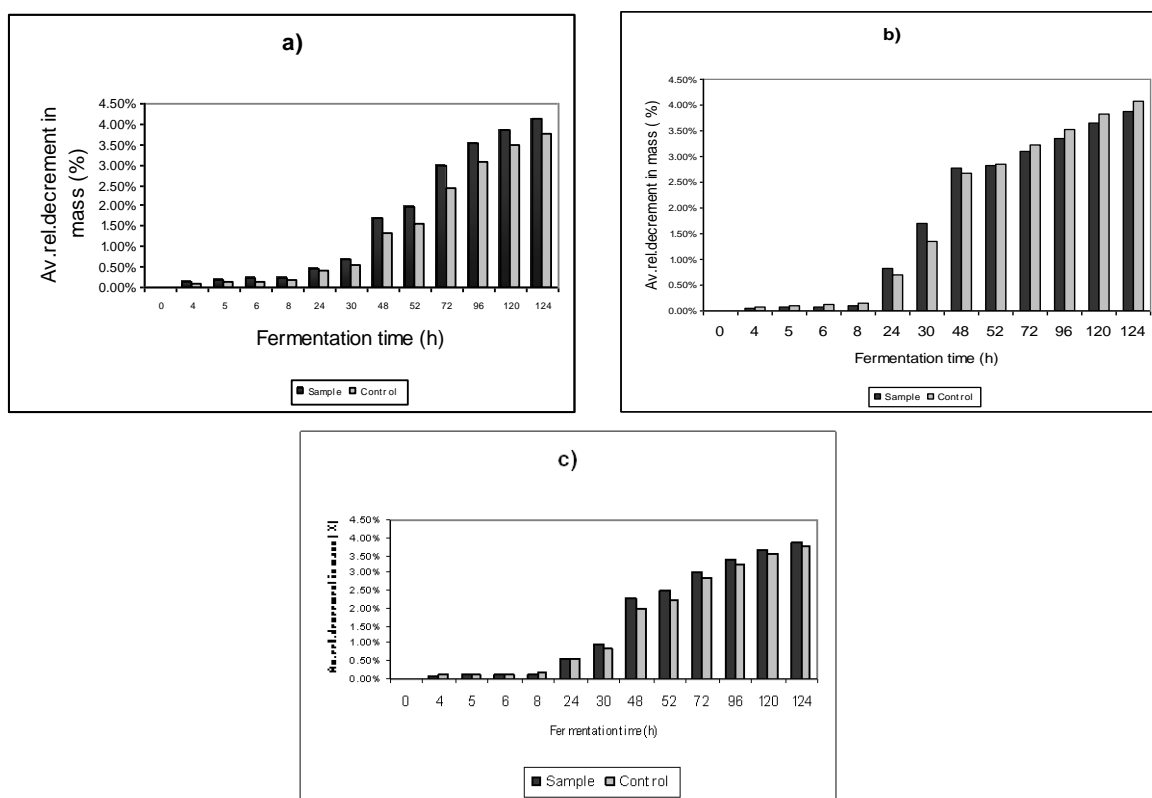 a)
4.50%
4.00%
3.50%
3.00%
2.50%
2.00%
1.50%
1.00%
0.50%
0.00%
Av.rel.decrement in
mass (%)
0 4 5 6 8 24 30 48 52 72 96 120 124
Fermentation time (h)
Sample Control
b)
4.50%
4.00%
3.50%
3.00%
2.50%
2.00%
1.50%
1.00%
0.50%
0.00%
Av.rel.decrement in mass ( %)
0 4 5 6 8 24 30 48 52 72 96 120 124
Fermentation time (h)
Sample Control
c)
4.50%
4.00%
3.50%
3.00%
2.50%
2.00%
1.50%
1.00%
0.50%
0.00%
0 4 5 6 8 24 30 48 52 72 96 120 124
Fermentation time (h)
Sample Control